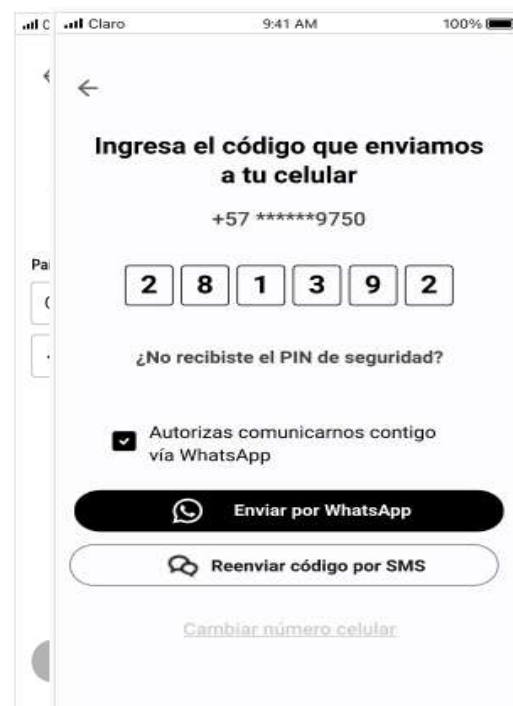 Claro 9:41 AM 100%
Ingresa el código que enviamos
a tu celular
+57 ******9750
2 8 1 3 9 2
¿No recibiste el PIN de seguridad?
Autorizas comunicarnos contigo
vía WhatsApp
Enviar por WhatsApp
Reenviar código por SMS
Cambiar número celular